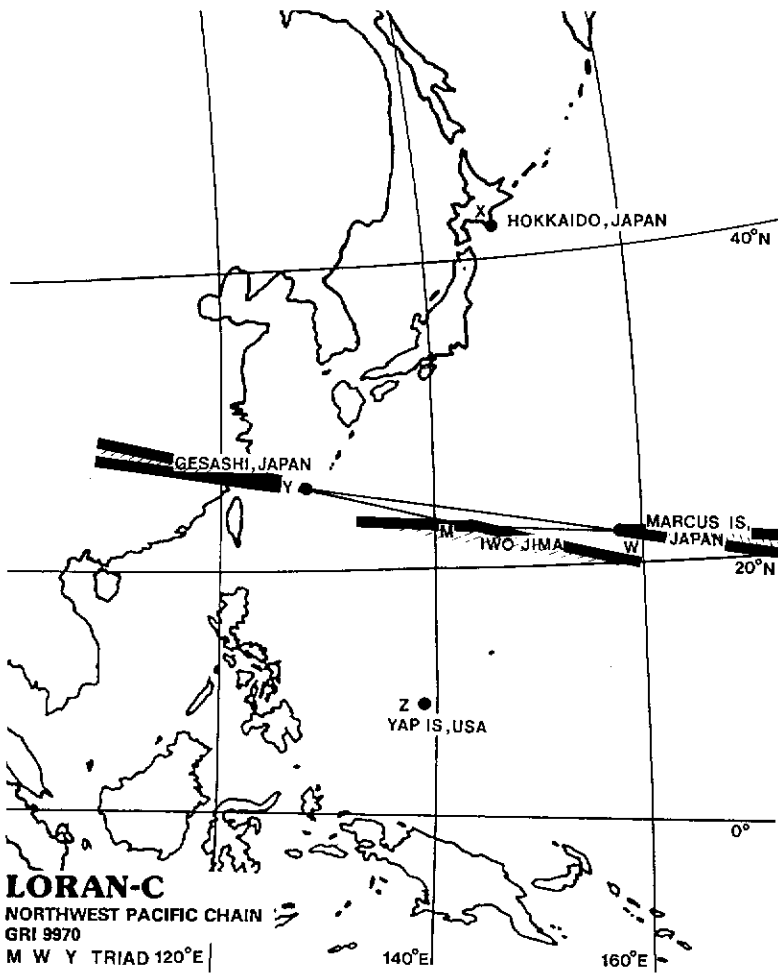 X
HOKKAIDO, JAPAN
40°N
GESASHI, JAPAN
Y
M
IWO JIMA
W
MARCUS IS,
JAPAN
20°N
Z
YAP IS, USA
0°
LORAN-C
NORTHWEST PACIFIC CHAIN
GRI 9970
M W Y TRIAD
120°E
140°E
160°E